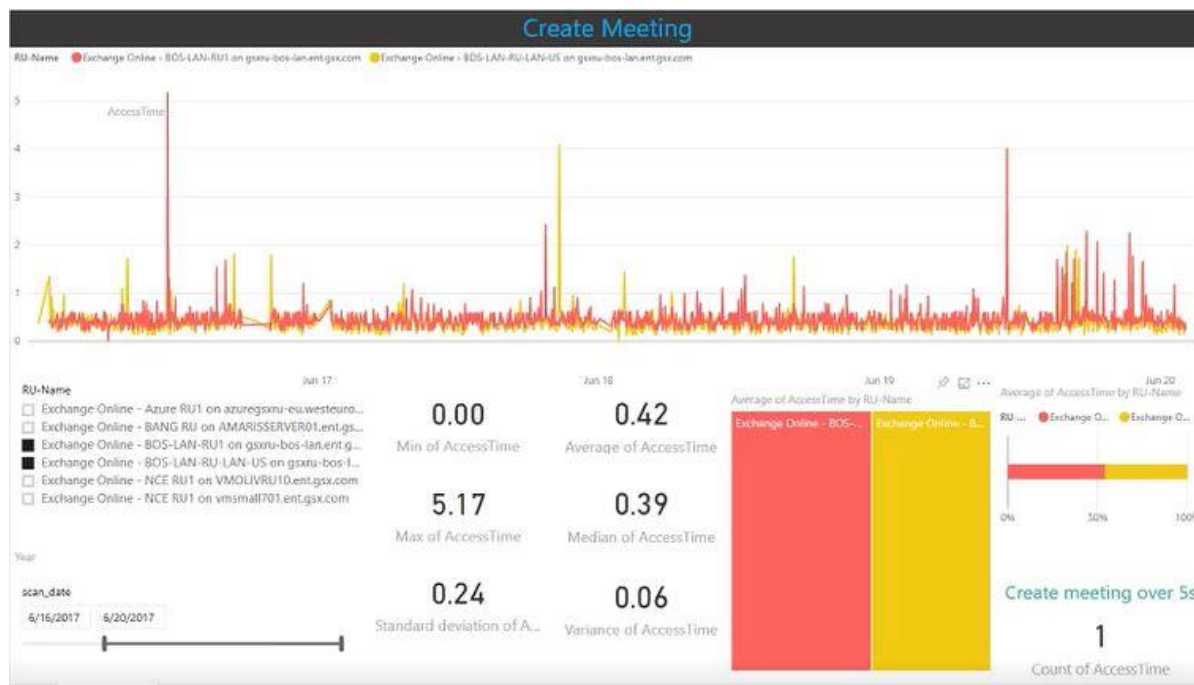 Create Meeting
RU-Name Exchange Online - BOS-LAN-RU1 on gsxru-bos-lan.ent.gsx.com Exchange Online - BOS-LAN-RU-LAN-US on gsxru-bos-lan.ent.gsx.com
5
AccessTime
4
3
2
1
0
Jun 17 Jun 18 Jun 19 Jun 20
RU-Name
Exchange Online - Azure RU1 on azuregsxru-eu.westeuro...
Exchange Online - BANG RU on AMARISSERVER01.ent.gs...
Exchange Online - BOS-LAN-RU1 on gsxru-bos-lan.ent.g...
Exchange Online - BOS-LAN-RU-LAN-US on gsxru-bos-l...
Exchange Online - NCE RU1 on VMOLIVRU10.ent.gsx.com
Exchange Online - NCE RU1 on vmsmall701.ent.gsx.com
Year
scan_date
6/16/2017 6/20/2017
0.00
Min of AccessTime
0.42
Average of AccessTime
5.17
Max of AccessTime
0.39
Median of AccessTime
0.24
Standard deviation of A...
0.06
Variance of AccessTime
Average of AccessTime by RU-Name
Exchange Online - BOS-... Exchange Online - B...
Average of AccessTime by RU-Name
RU-... Exchange O... Exchange O...
0% 50% 100%
Create meeting over 5s
1
Count of AccessTime